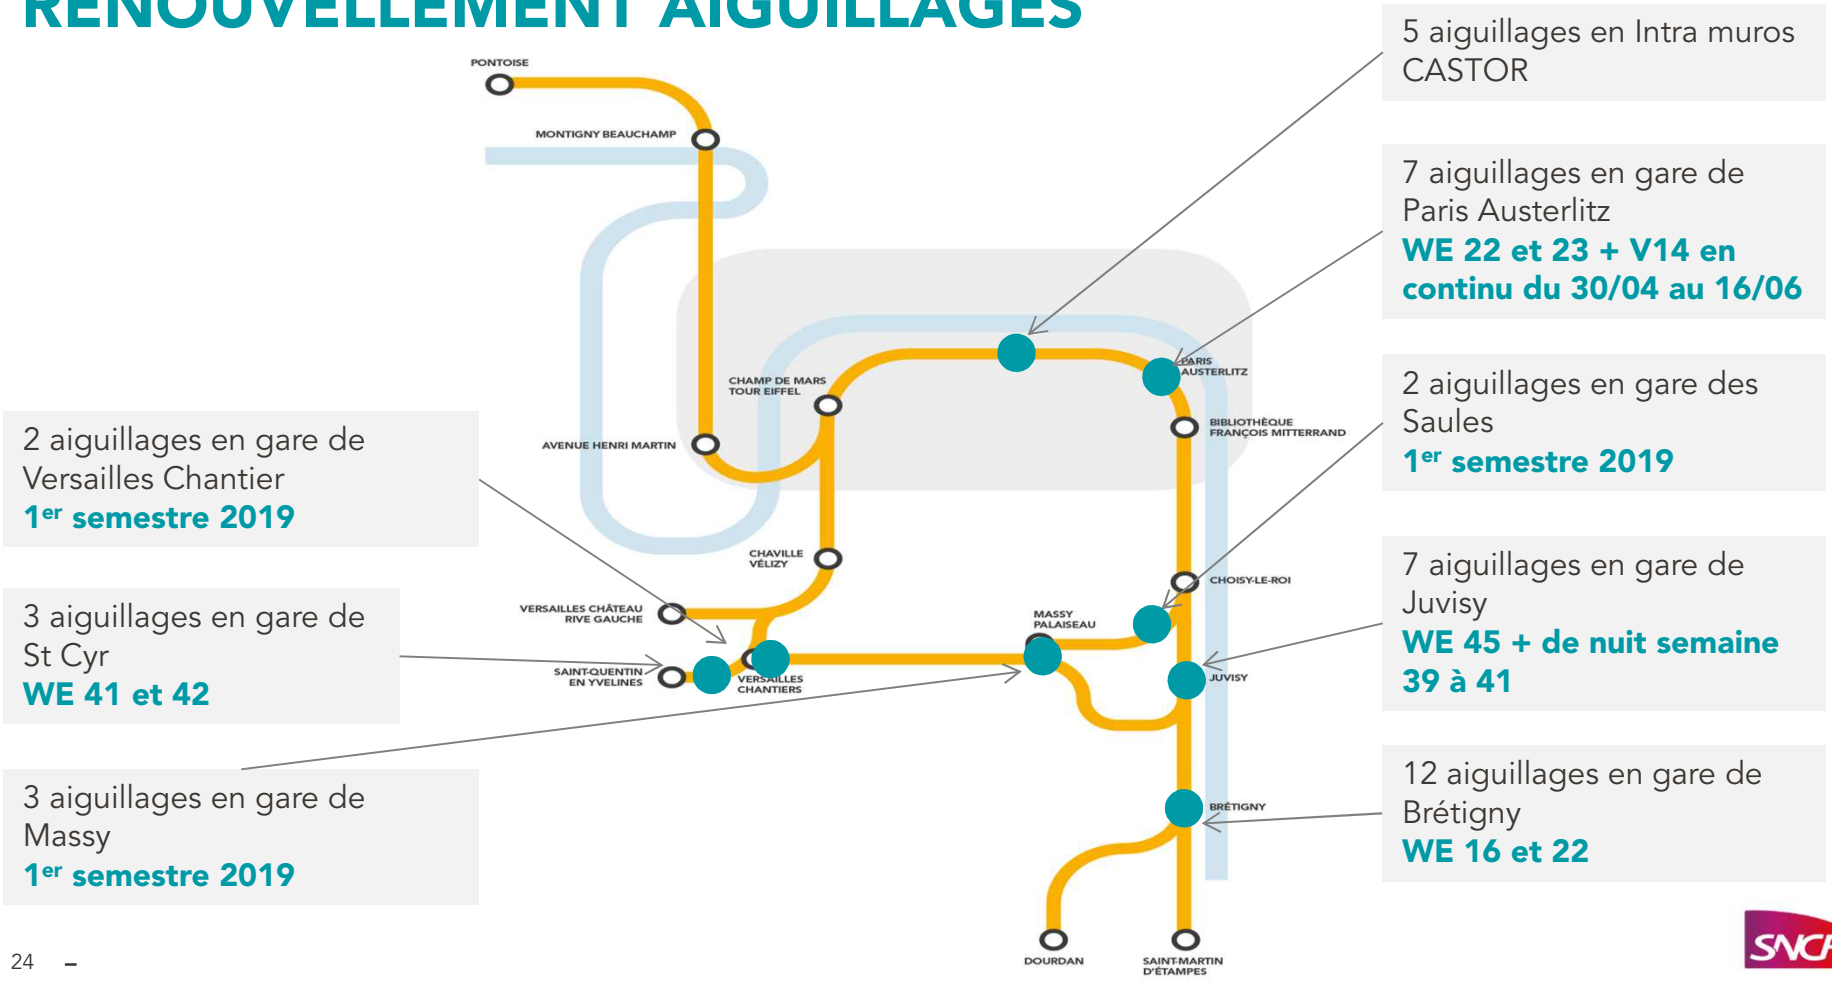 RENOUVELLEMENT AIGUILLAGES
5 aiguillages en Intra muros
CASTOR
7 aiguillages en gare de
Paris Austerlitz
WE 22 et 23 + V14 en
continu du 30/04 au 16/06
2 aiguillages en gare des
Saules
1er semestre 2019
7 aiguillages en gare de
Juvisy
WE 45 + de nuit semaine
39 à 41
12 aiguillages en gare de
Brétigny
WE 16 et 22
2 aiguillages en gare de
Versailles Chantier
1er semestre 2019
3 aiguillages en gare de
St Cyr
WE 41 et 42
3 aiguillages en gare de
Massy
1er semestre 2019
PONTOISE
MONTIGNY BEAUCHAMP
CHAMP DE MARS
TOUR EIFFEL
AVENUE HENRI MARTIN
PARIS
AUSTERLITZ
BIBLIOTHÈQUE
FRANÇOIS MITTERRAND
CHAVILLE
VÉLIZY
CHOISY-LE-ROI
VERSAILLES CHÂTEAU
RIVE GAUCHE
MASSY
PALAISEAU
SAINT-QUENTIN
EN YVELINES
VERSAILLES
CHANTIERS
JUVISY
BRÉTIGNY
DOURDAN
SAINT-MARTIN
D'ÉTAMPES
24 –
SNCF